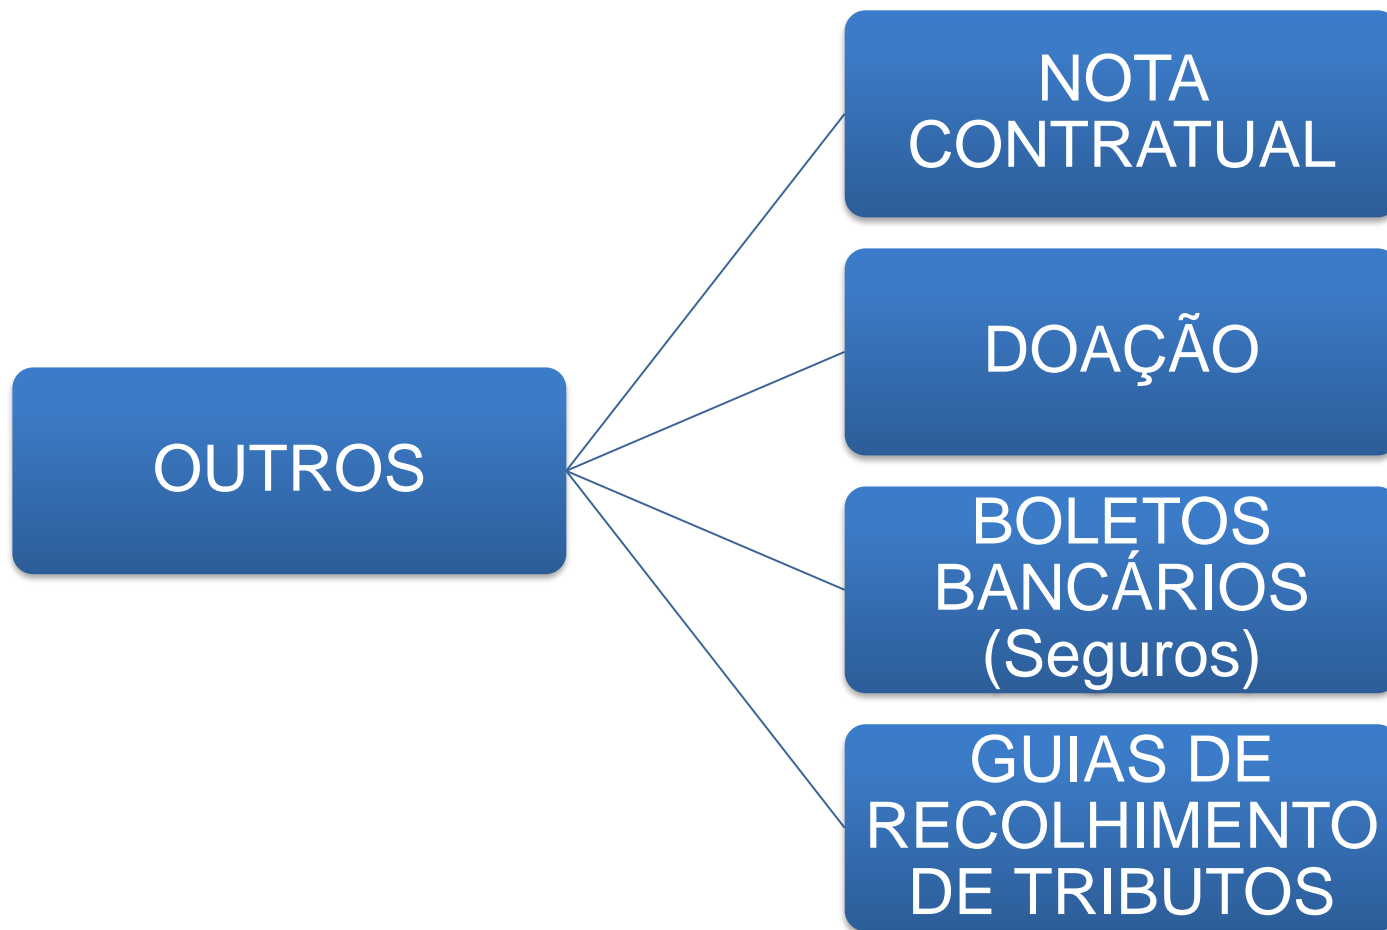 OUTROS
NOTA
CONTRATUAL
DOAÇÃO
BOLETOS
BANCÁRIOS
(Seguros)
GUIAS DE
RECOLHIMENTO
DE TRIBUTOS